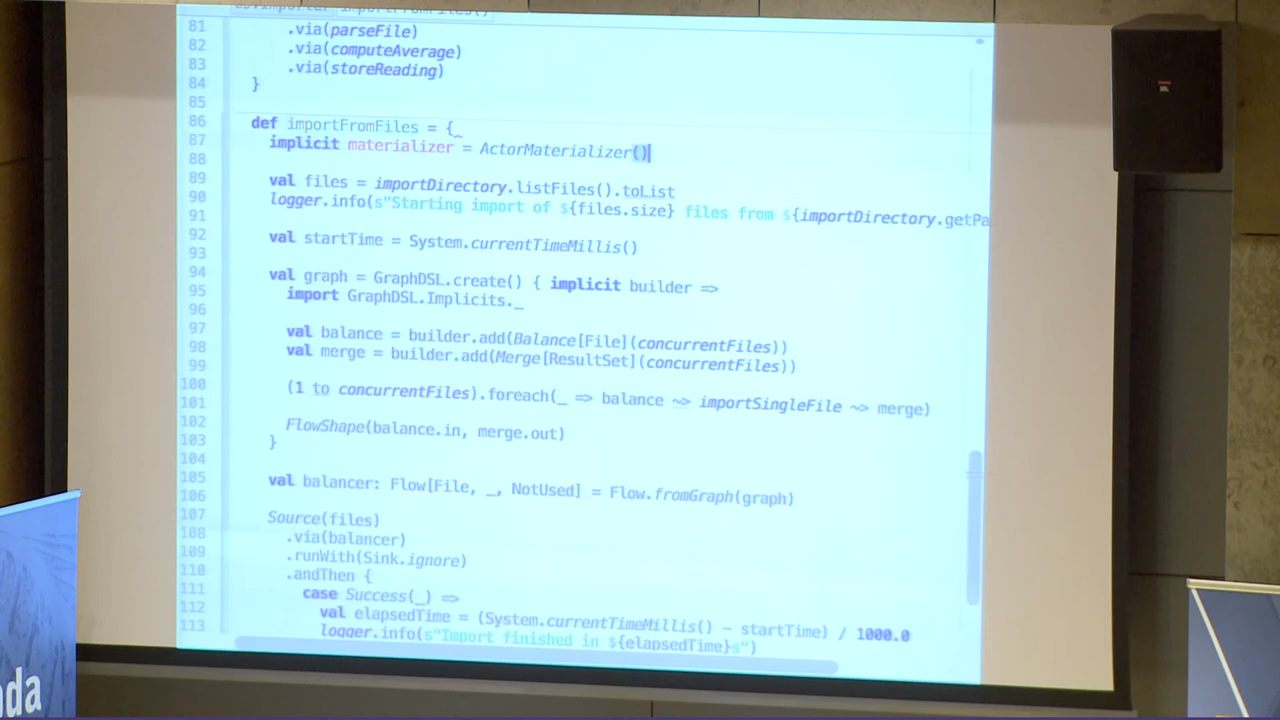 81 .via(parseFile)
82 .via(computeAverage)
83 .via(storeReading)
84 }
85
86 def importFromFiles = {_
87 implicit materializer = ActorMaterializer()
88
89 val files = importDirectory.listFiles().toList
90 logger.info(s"Starting import of ${files.size} files from ${importDirectory.getPa
91
92 val startTime = System.currentTimeMillis()
93
94 val graph = GraphDSL.create() { implicit builder =>
95 import GraphDSL.Implicits._
96
97 val balance = builder.add(Balance[File](concurrentFiles))
98 val merge = builder.add(Merge[ResultSet](concurrentFiles))
99
100 (1 to concurrentFiles).foreach(_ => balance ~> importSingleFile ~> merge)
101
102 FlowShape(balance.in, merge.out)
103 }
104
105 val balancer: Flow[File, _, NotUsed] = Flow.fromGraph(graph)
106
107 Source(files)
108 .via(balancer)
109 .runWith(Sink.ignore)
110 .andThen {
111 case Success(_) =>
112 val elapsedTime = (System.currentTimeMillis() - startTime) / 1000.0
113 logger.info(s"Import finished in ${elapsedTime}s")
nda